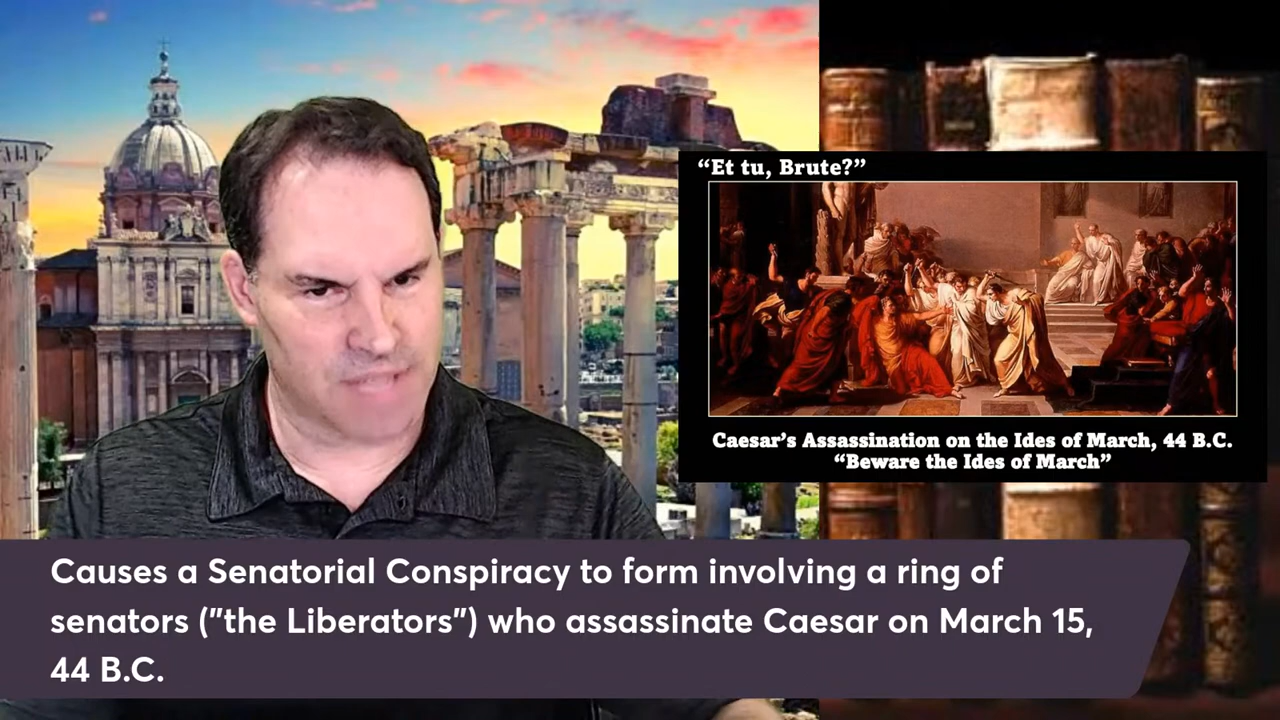 “Et tu, Brute?”
Caesar’s Assassination on the Ides of March, 44 B.C.
“Beware the Ides of March”
Causes a Senatorial Conspiracy to form involving a ring of
senators ("the Liberators") who assassinate Caesar on March 15,
44 B.C.